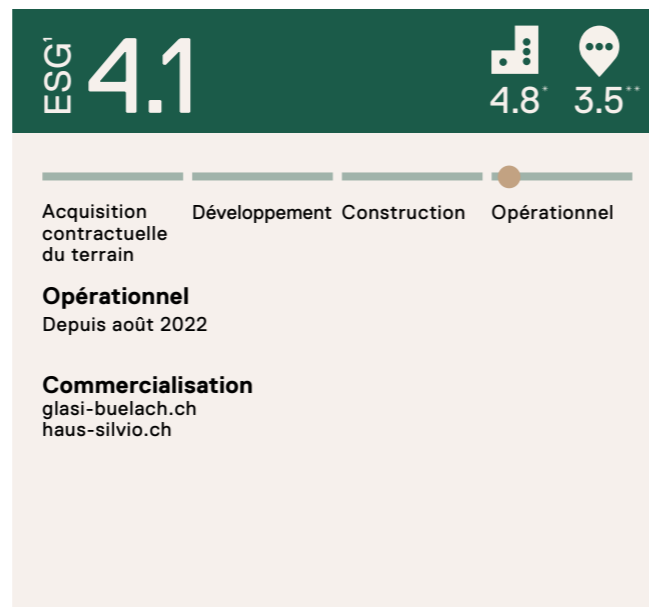 ESG¹ 4.1
4.8* 3.5**
Acquisition contractuelle du terrain
Développement
Construction
Opérationnel
Opérationnel
Depuis août 2022
Commercialisation
glasi-buelach.ch
haus-silvio.ch